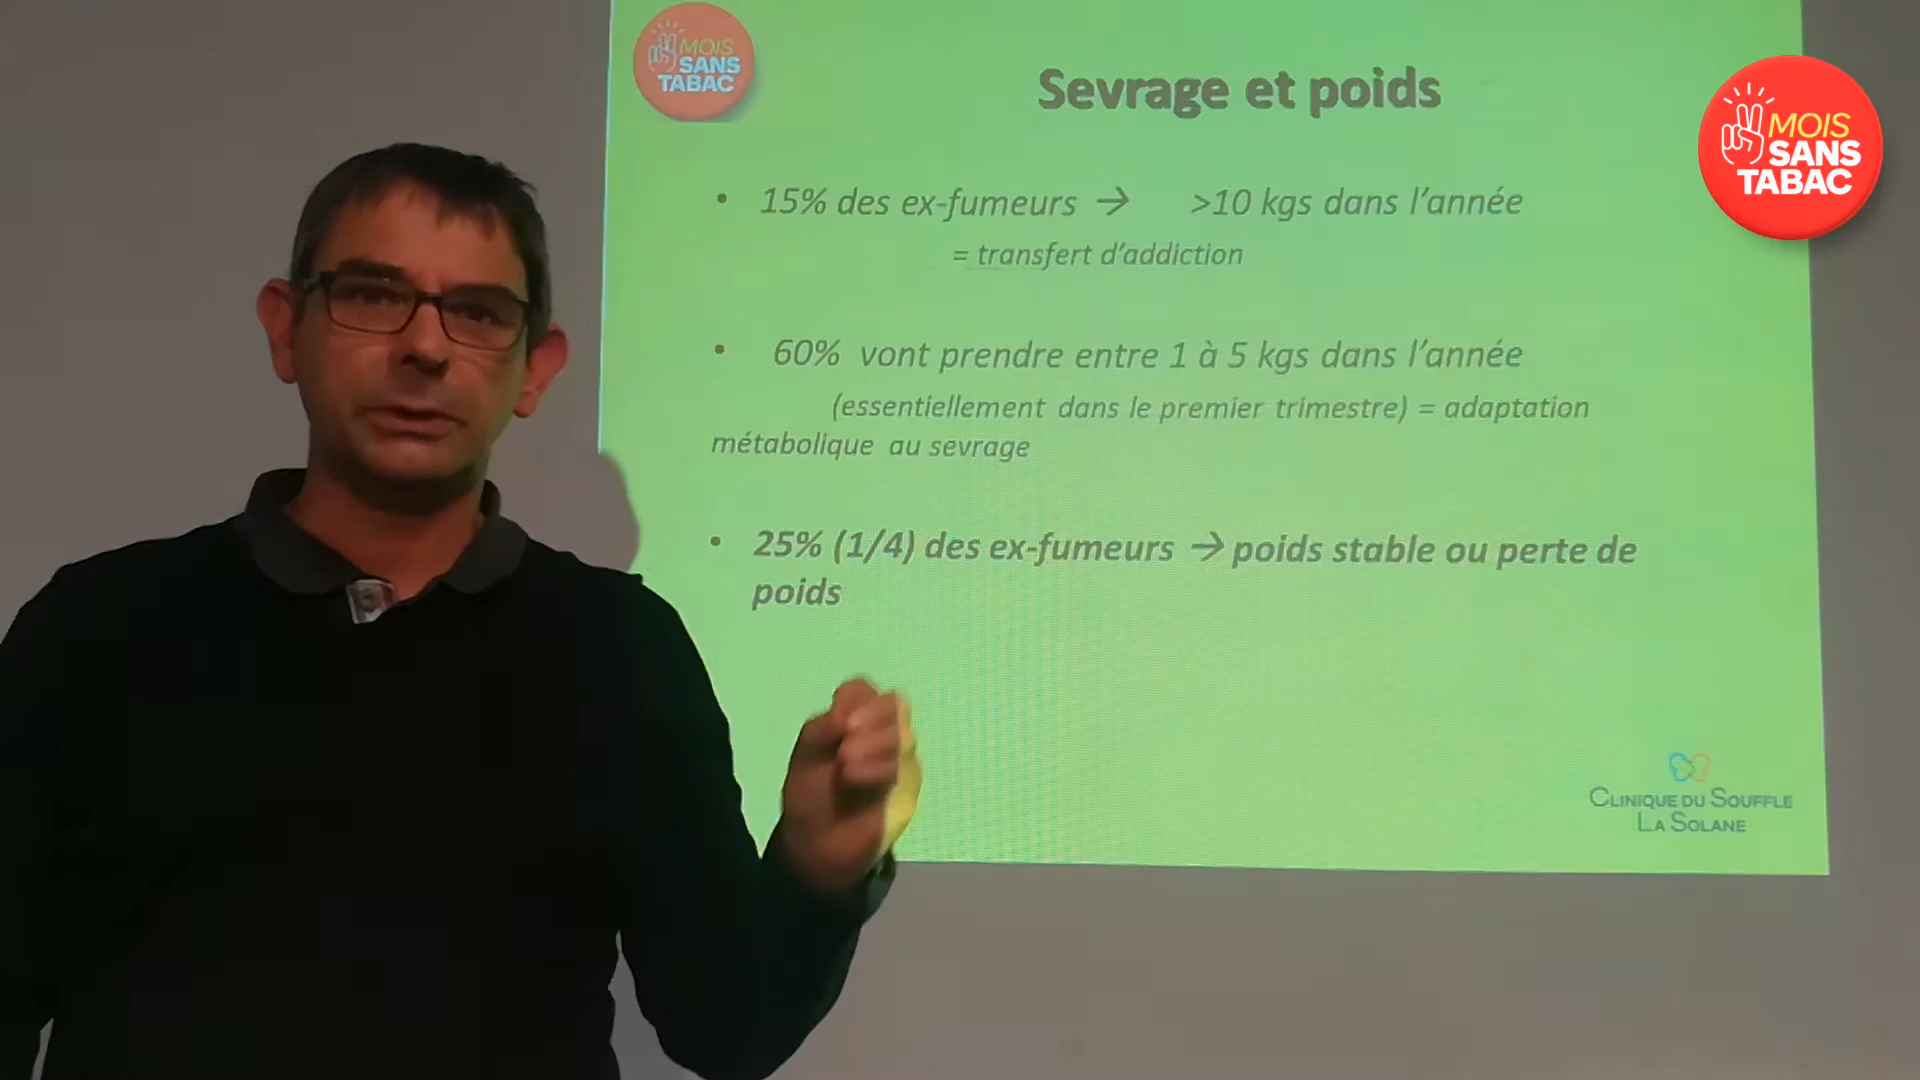 MOIS
SANS
TABAC
Sevrage et poids
MOIS
SANS
TABAC
• 15% des ex-fumeurs → >10 kgs dans l'année
= transfert d'addiction
• 60% vont prendre entre 1 à 5 kgs dans l'année
(essentiellement dans le premier trimestre) = adaptation
métabolique au sevrage
• 25% (1/4) des ex-fumeurs → poids stable ou perte de
poids
CLINIQUE DU SOUFFLE
LA SOLANE